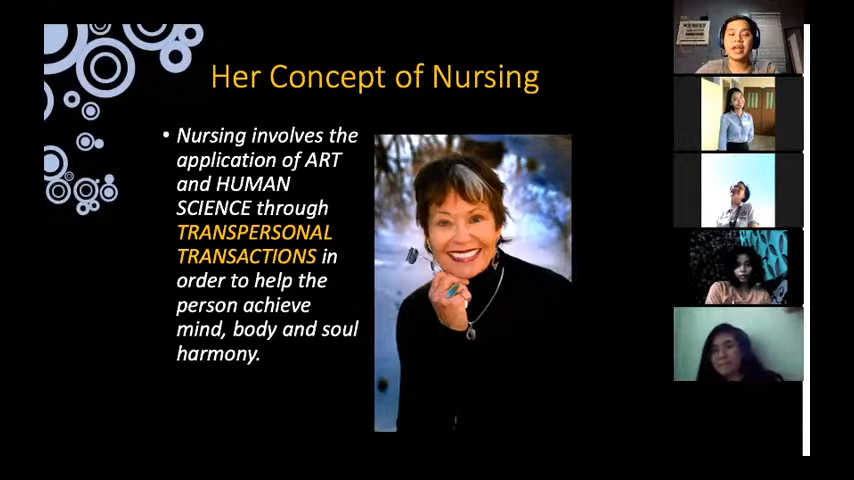 Her Concept of Nursing
• Nursing involves the
application of ART
and HUMAN
SCIENCE through
TRANSPERSONAL
TRANSACTIONS in
order to help the
person achieve
mind, body and soul
harmony.